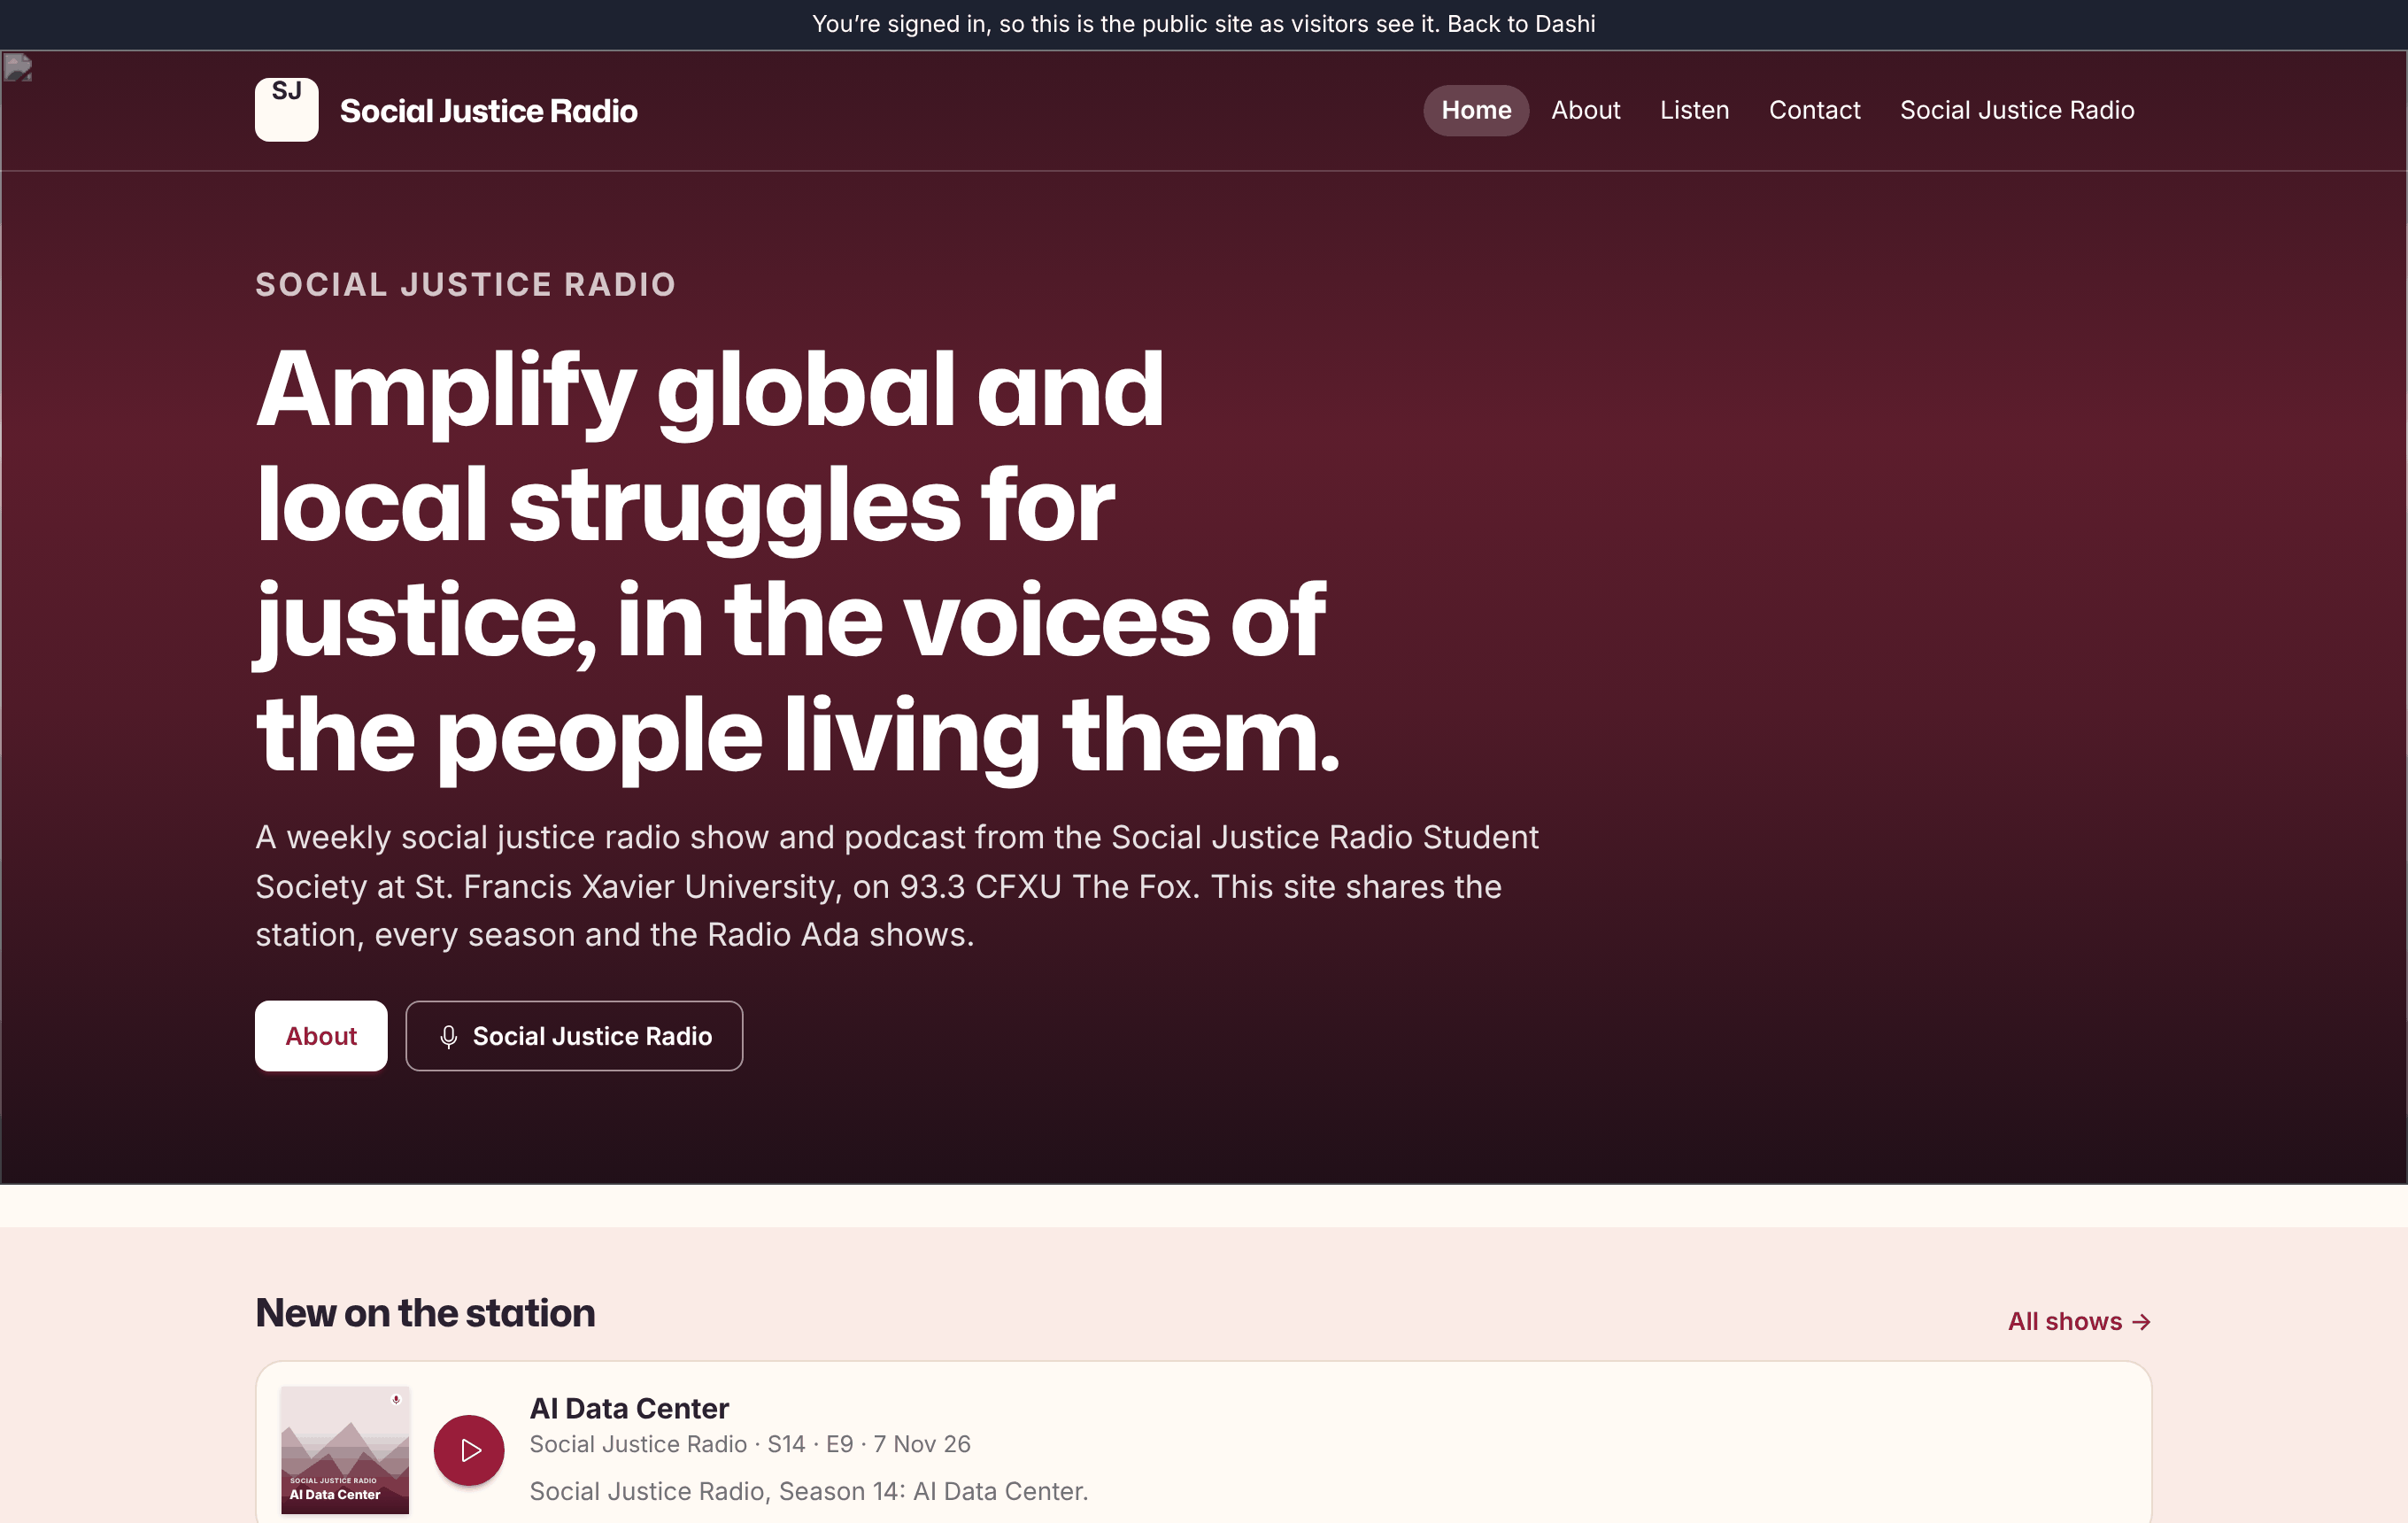 You’re signed in, so this is the public site as visitors see it. Back to Dashi
SJ
Social Justice Radio
Home
About
Listen
Contact
Social Justice Radio
SOCIAL JUSTICE RADIO
Amplify global and
local struggles for
justice, in the voices of
the people living them.
A weekly social justice radio show and podcast from the Social Justice Radio Student
Society at St. Francis Xavier University, on 93.3 CFXU The Fox. This site shares the
station, every season and the Radio Ada shows.
About
Social Justice Radio
New on the station
All shows →
SOCIAL JUSTICE RADIO
AI Data Center
AI Data Center
Social Justice Radio · S14 · E9 · 7 Nov 26
Social Justice Radio, Season 14: AI Data Center.